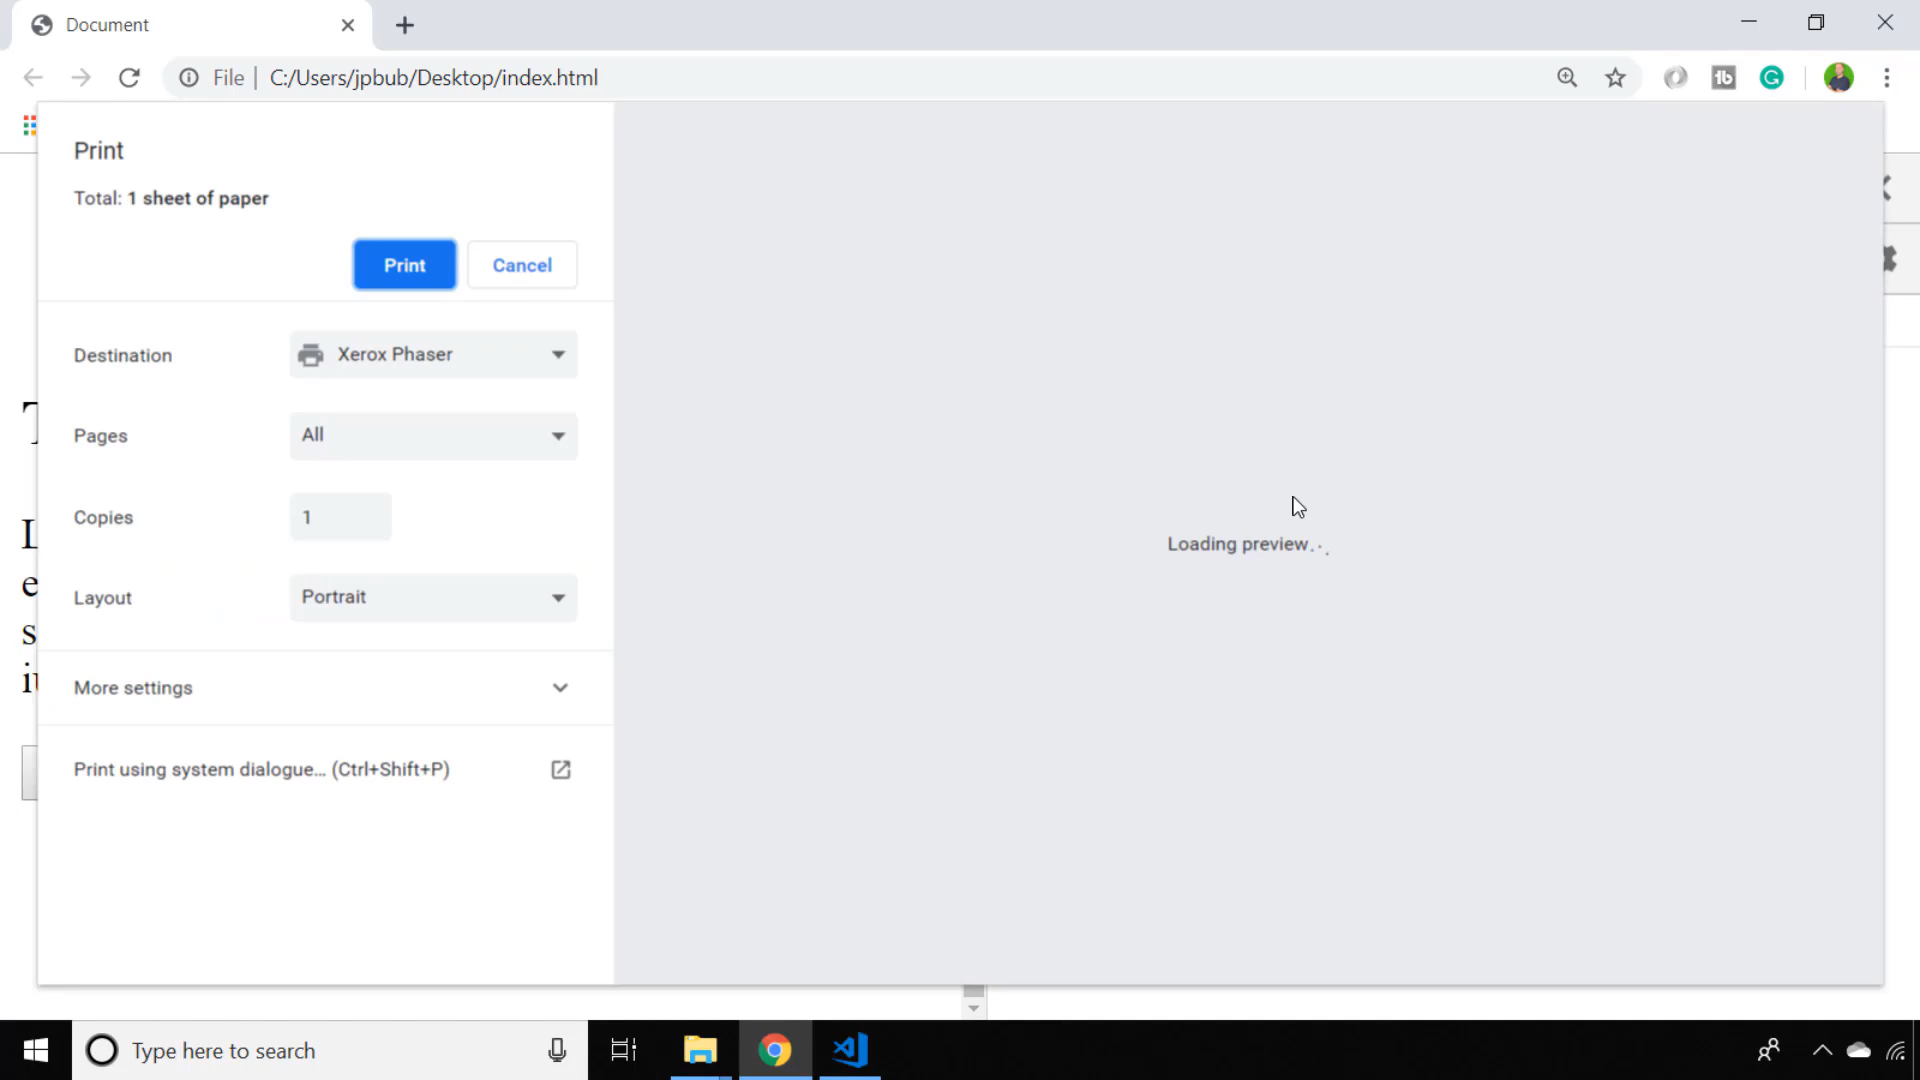 Document
File | C:/Users/jpbub/Desktop/index.html
Print
Total: 1 sheet of paper
Print Cancel
Destination Xerox Phaser
Pages All
Copies 1
Layout Portrait
More settings
Print using system dialogue... (Ctrl+Shift+P)
Loading preview...
T
L
e
s
Type here to search